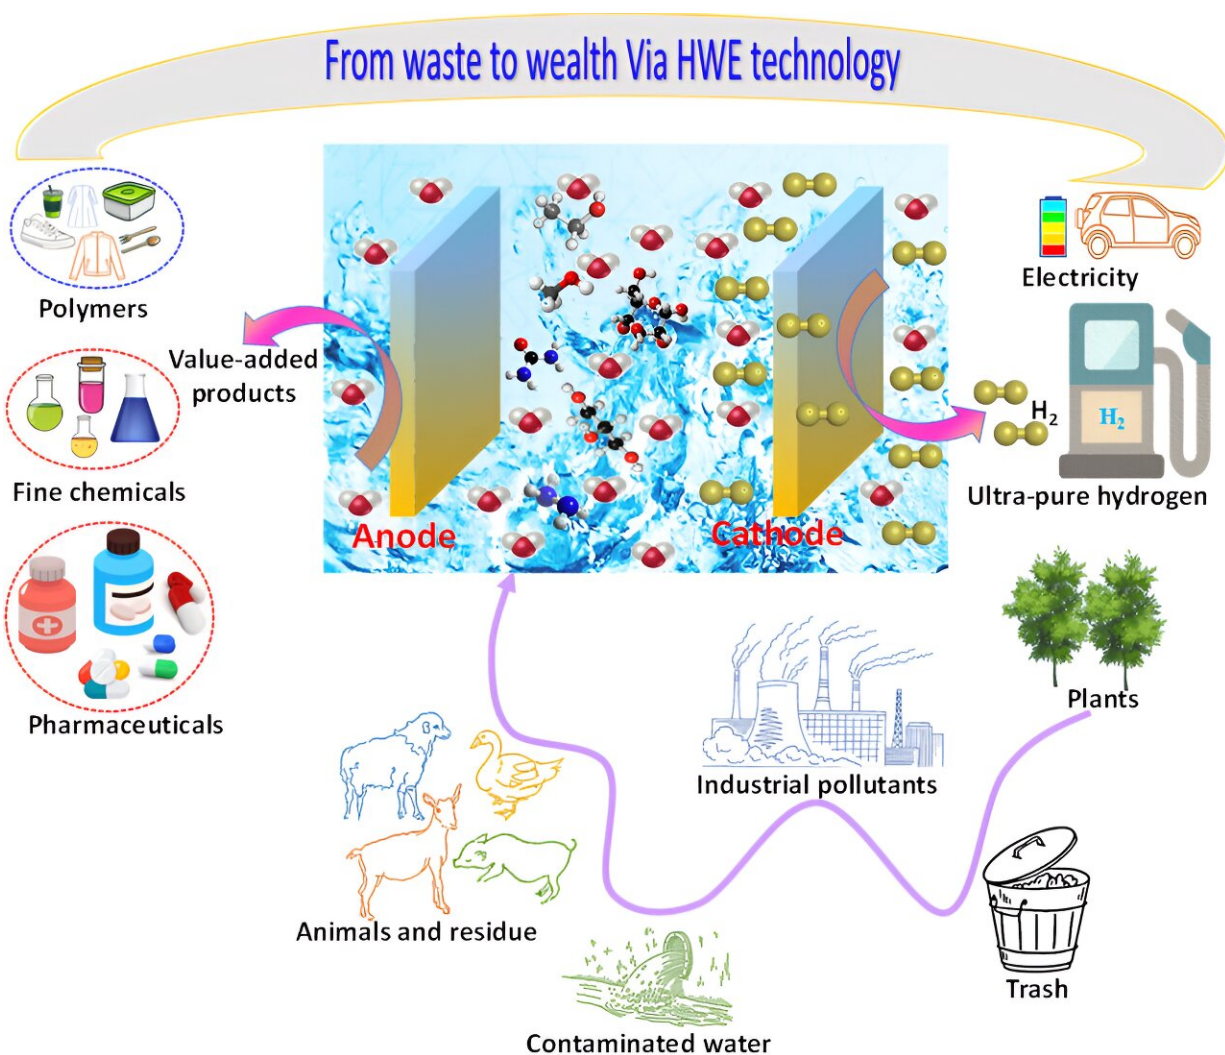 From waste to wealth Via HWE technology
Polymers
Value-added
products
Fine chemicals
Pharmaceuticals
Anode
Cathode
Electricity
H2
H2
Ultra-pure hydrogen
Plants
Industrial pollutants
Animals and residue
Trash
Contaminated water